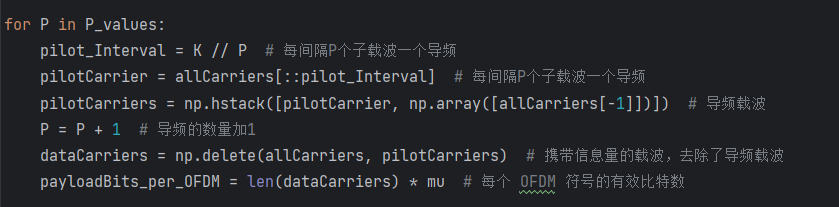 for P in P_values:
    pilot_Interval = K // P  # 每间隔P个子载波一个导频
    pilotCarrier = allCarriers[::pilot_Interval]  # 每间隔P个子载波一个导频
    pilotCarriers = np.hstack([pilotCarrier, np.array([allCarriers[-1]])])  # 导频载波
    P = P + 1  # 导频的数量加1
    dataCarriers = np.delete(allCarriers, pilotCarriers)  # 携带信息量的载波，去除了导频载波
    payloadBits_per_OFDM = len(dataCarriers) * mu  # 每个 OFDM 符号的有效比特数